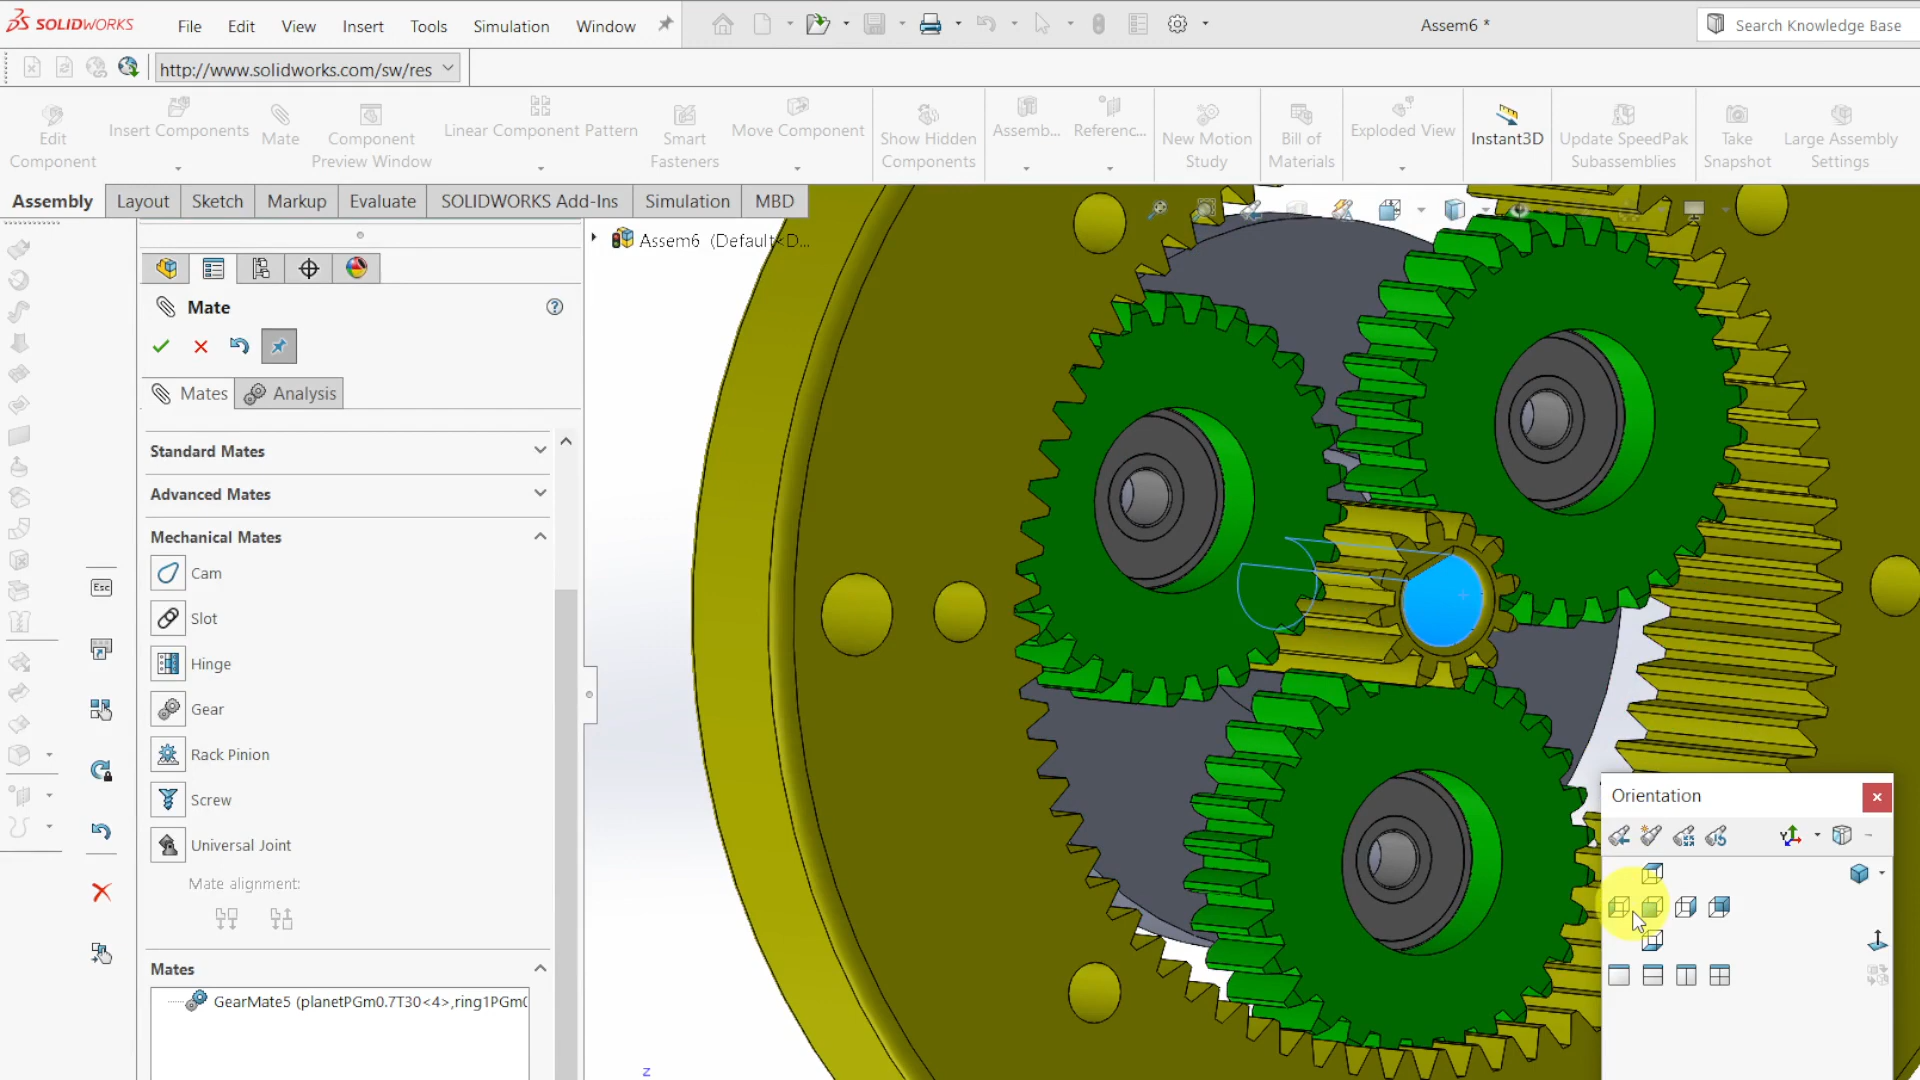 SOLIDWORKS File Edit View Insert Tools Simulation Window Assem6 * Search Knowledge Base
http://www.solidworks.com/sw/res
Edit Component
Insert Components
Mate
Component Preview Window
Linear Component Pattern
Smart Fasteners
Move Component
Show Hidden Components
Assemb...
Referenc...
New Motion Study
Bill of Materials
Exploded View
Instant3D
Update SpeedPak Subassemblies
Take Snapshot
Large Assembly Settings
Assembly Layout Sketch Markup Evaluate SOLIDWORKS Add-Ins Simulation MBD
Assem6 (Default<D...
Mate
Mates Analysis
Standard Mates
Advanced Mates
Mechanical Mates
Cam
Esc
Slot
Hinge
Gear
Rack Pinion
Screw
Universal Joint
Mate alignment:
Mates
GearMate5 (planetPGm0.7T30<4>,ring1PGm0
Orientation
z